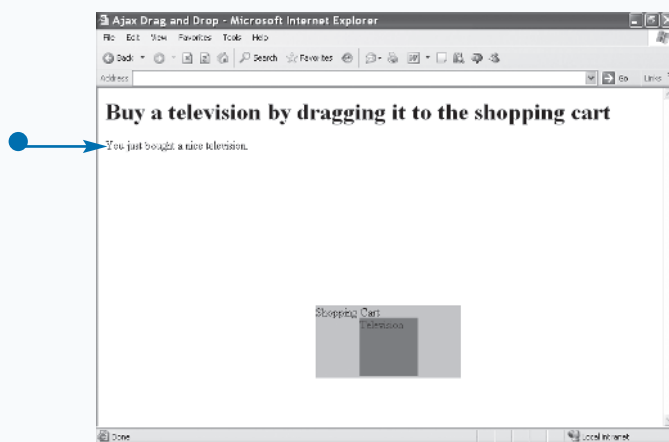 Ajax Drag and Drop - Microsoft Internet Explorer
File Edit View Favorites Tools Help
Back Search Favorites
Address Go Links
Buy a television by dragging it to the shopping cart
You just bought a nice television.
Shopping Cart
Television
Done Local intranet